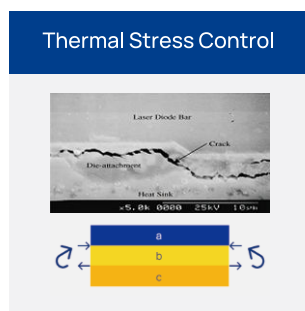 Thermal Stress Control
Laser Diode Bar
Crack
Die-attachment
Heat Sink
×5.0k 0000 25kV 10μm
a
b
c